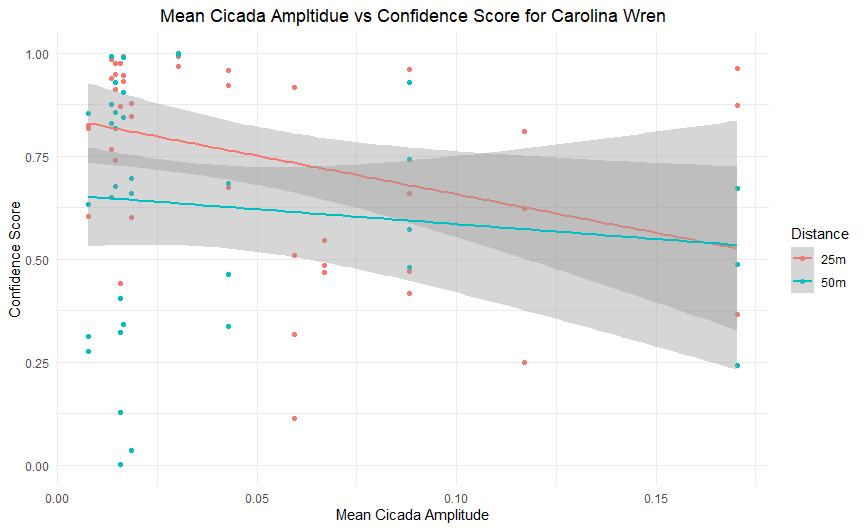 Mean Cicada Ampltidue vs Confidence Score for Carolina Wren
1.00
0.75
0.50
0.25
0.00
Confidence Score
0.00
0.05
0.10
0.15
Mean Cicada Amplitude
Distance
25m
50m